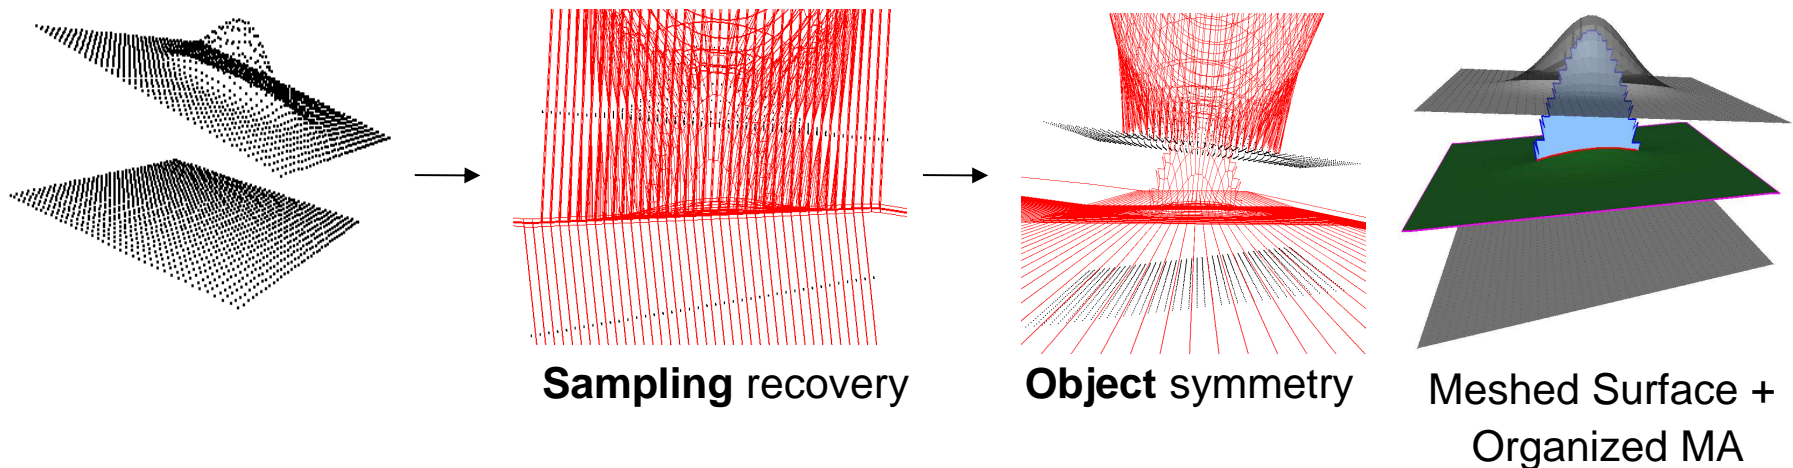 Sampling recovery
Object symmetry
Meshed Surface +
Organized MA